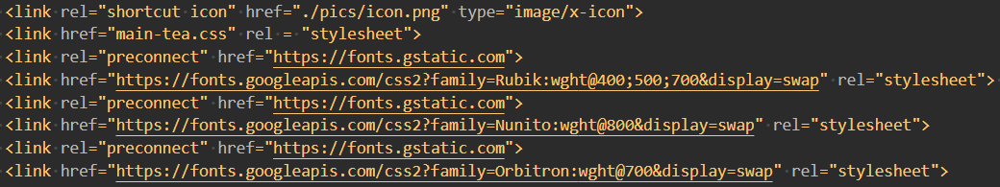 <link rel="shortcut icon" href="./pics/icon.png" type="image/x-icon">
<link href="main-tea.css" rel = "stylesheet">
<link rel="preconnect" href="https://fonts.gstatic.com">
<link href="https://fonts.googleapis.com/css2?family=Rubik:wght@400;500;700&display=swap" rel="stylesheet">
<link rel="preconnect" href="https://fonts.gstatic.com">
<link href="https://fonts.googleapis.com/css2?family=Nunito:wght@800&display=swap" rel="stylesheet">
<link rel="preconnect" href="https://fonts.gstatic.com">
<link href="https://fonts.googleapis.com/css2?family=Orbitron:wght@700&display=swap" rel="stylesheet">